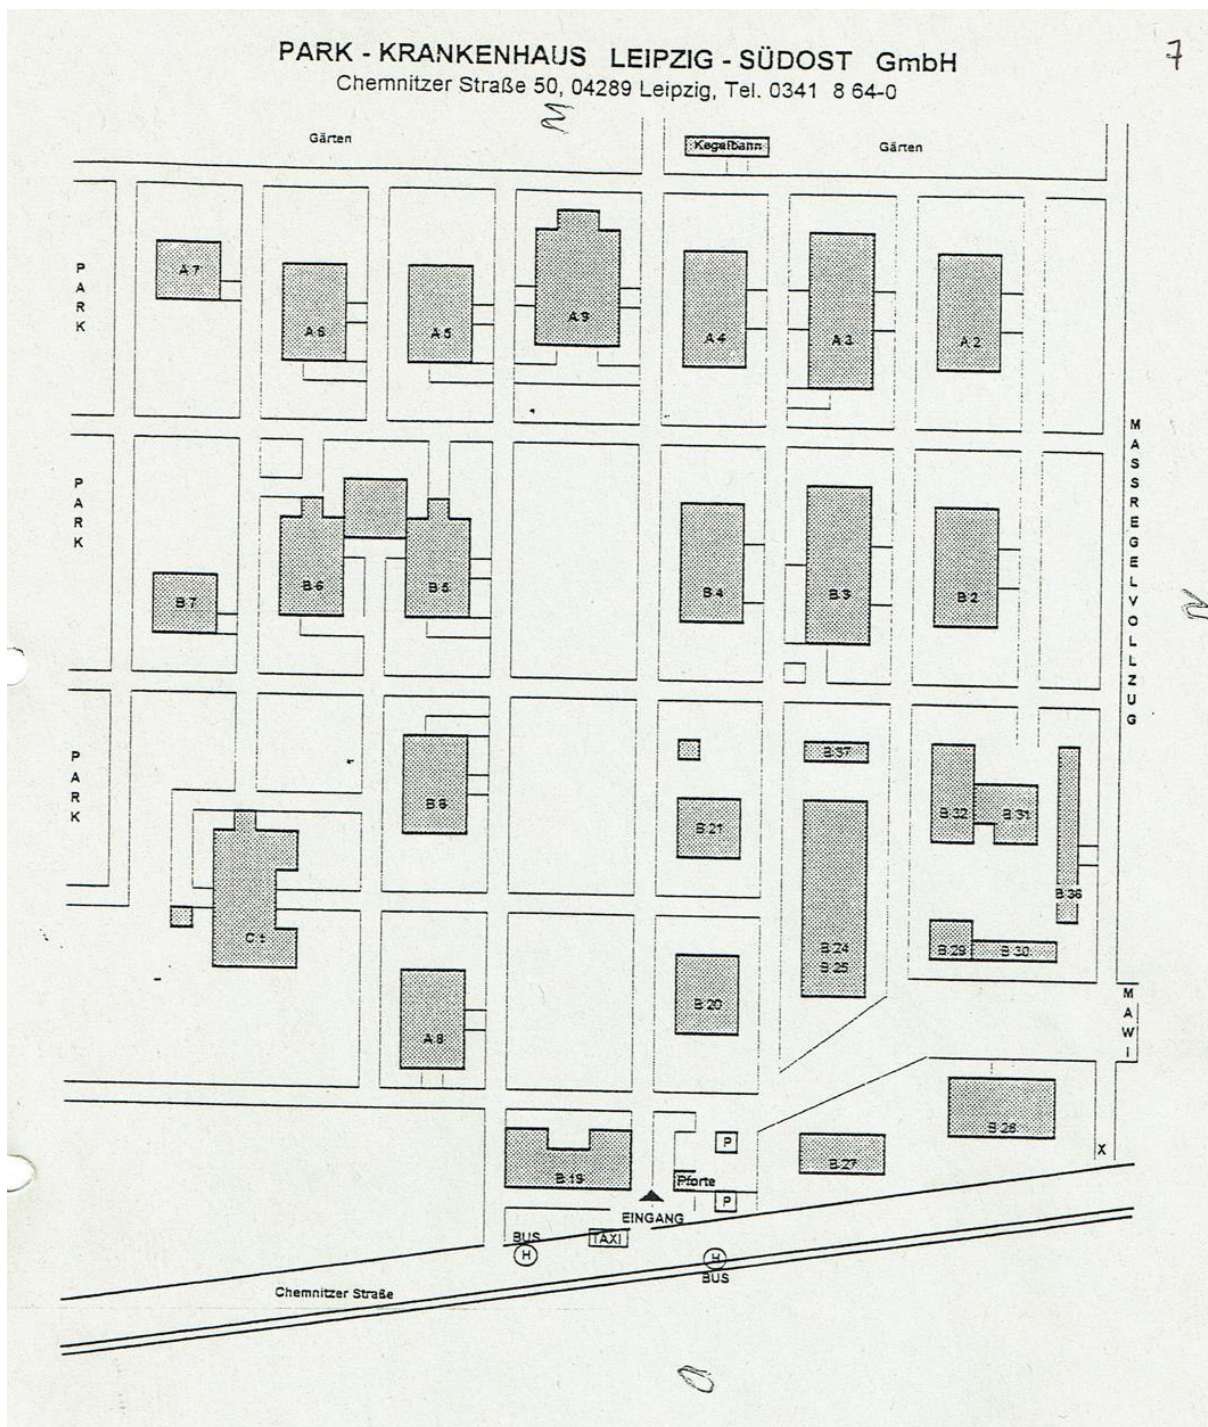 PARK - KRANKENHAUS LEIPZIG - SÜDOST GmbH
7
Chemnitzer Straße 50, 04289 Leipzig, Tel. 0341 8 64-0
Gärten
Kegelbahn
Gärten
PARK
A 7
A 6
A 5
A 9
A 4
A 3
A 2
PARK
B 7
B 6
B 5
B 4
B 3
B 2
MASSREGELVOLLZUG
PARK
B 8
B 21
B 37
B 32
B 31
B 36
C 1
B 24
B 25
B 29
B 30
A 8
B 20
MAWI
B 19
P
Pforte
P
B 27
B 28
X
EINGANG
BUS
H
TAXI
H
BUS
Chemnitzer Straße